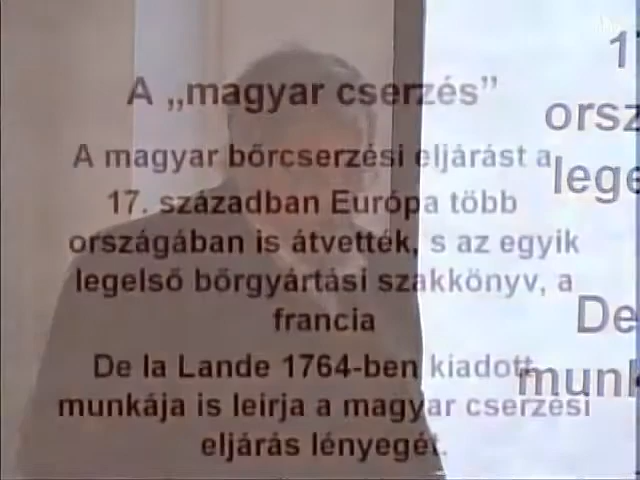 A „magyar cserzés”
A magyar bőrcserzési eljárást a
17. században Európa több
országában is átvették, s az egyik
legelső bőrgyártási szakkönyv, a
francia
De la Lande 1764-ben kiadott
munkája is leirja a magyar cserzési
eljárás lényegét.
17
orsz
lege
De
munk